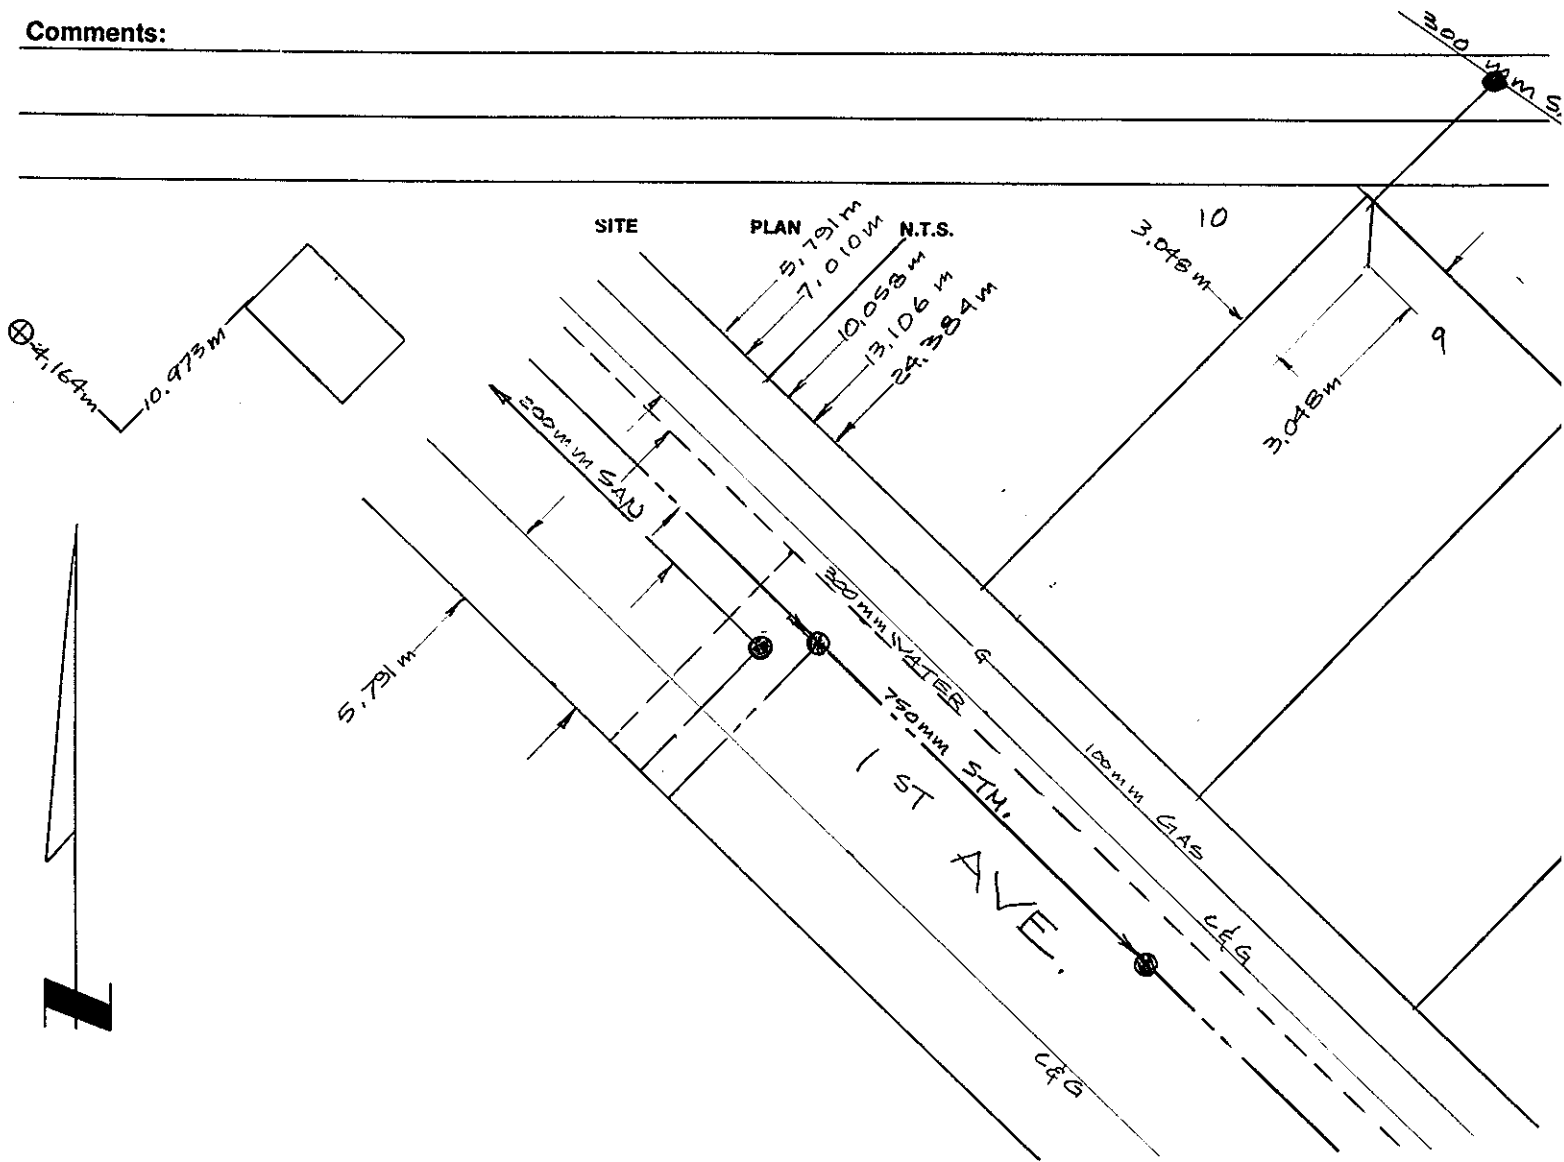 Comments:
300 mm S.
SITE PLAN N.T.S.
5.791m
7.010m
10.058m
13.106 m
24.384m
3.048m
10
9
3.048m
4,164m
10.973m
200mm SAN
5.791m
300mm WATER
G
750mm STM.
100mm GAS
1 ST AVE.
C&G
C&G